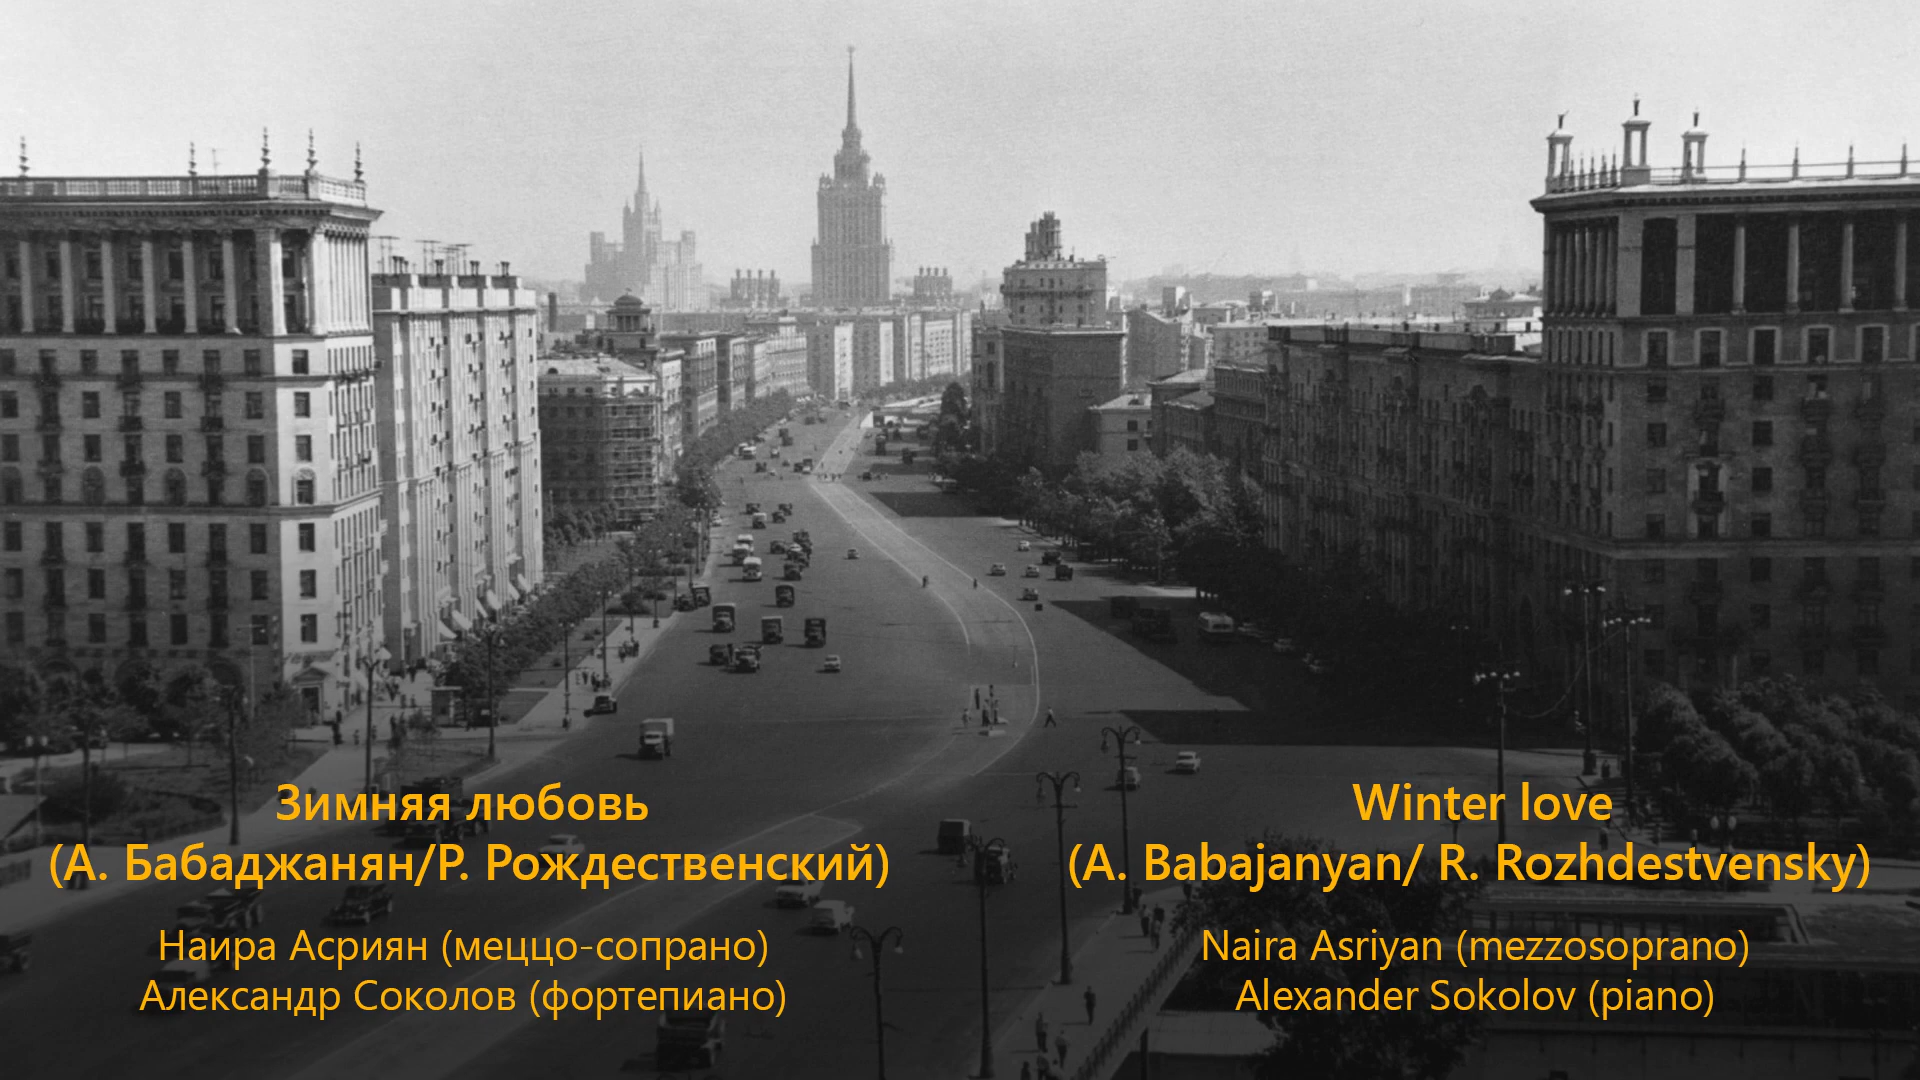 Зимняя любовь
(А. Бабаджанян/Р. Рождественский)
Наира Асриян (меццо-сопрано)
Александр Соколов (фортепиано)
Winter love
(A. Babajanyan/ R. Rozhdestvensky)
Naira Asriyan (mezzosoprano)
Alexander Sokolov (piano)